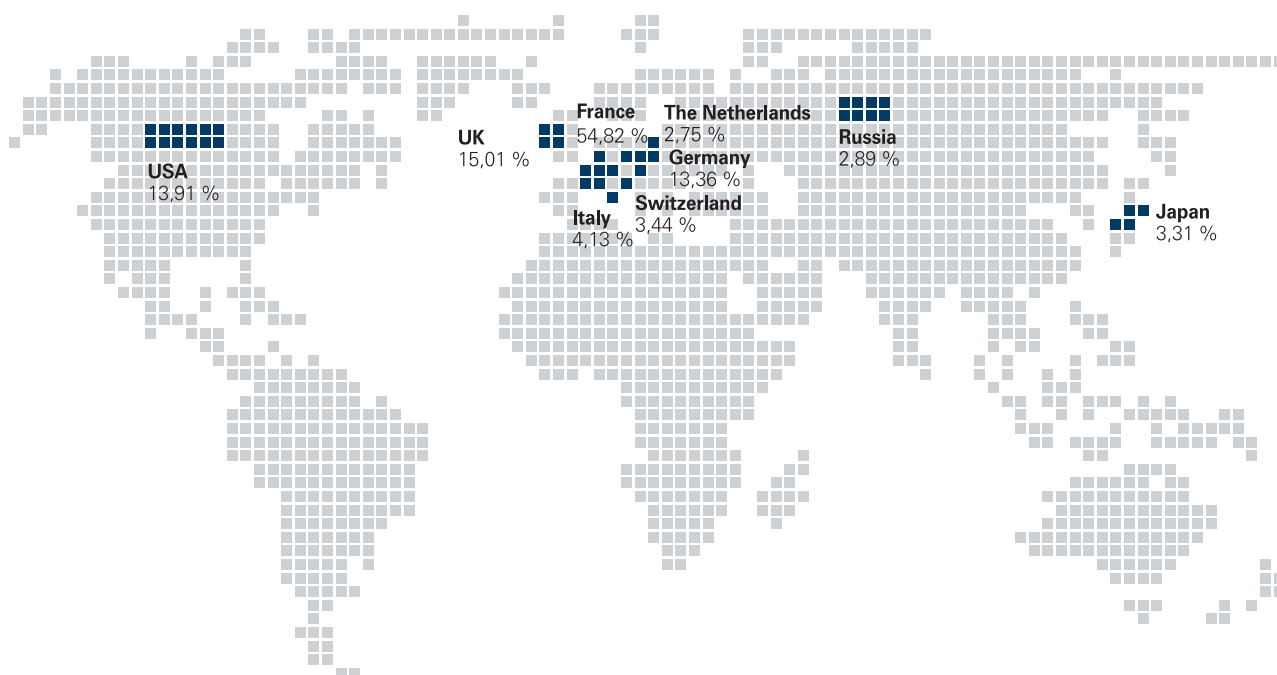 France
54,82 %
The Netherlands
2,75 %
UK
15,01 %
Russia
2,89 %
Germany
13,36 %
USA
13,91 %
Switzerland
3,44 %
Italy
4,13 %
Japan
3,31 %